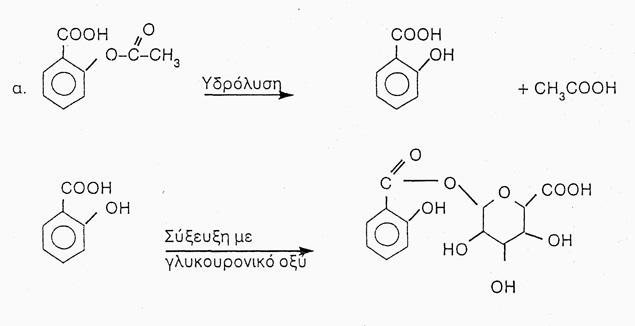 COOH O COOH
O–C–CH₃ OH
α. Υδρόλυση + CH₃COOH
O
COOH C O O COOH
OH OH
Σύζευξη με HO OH
γλυκουρονικό οξύ
OH